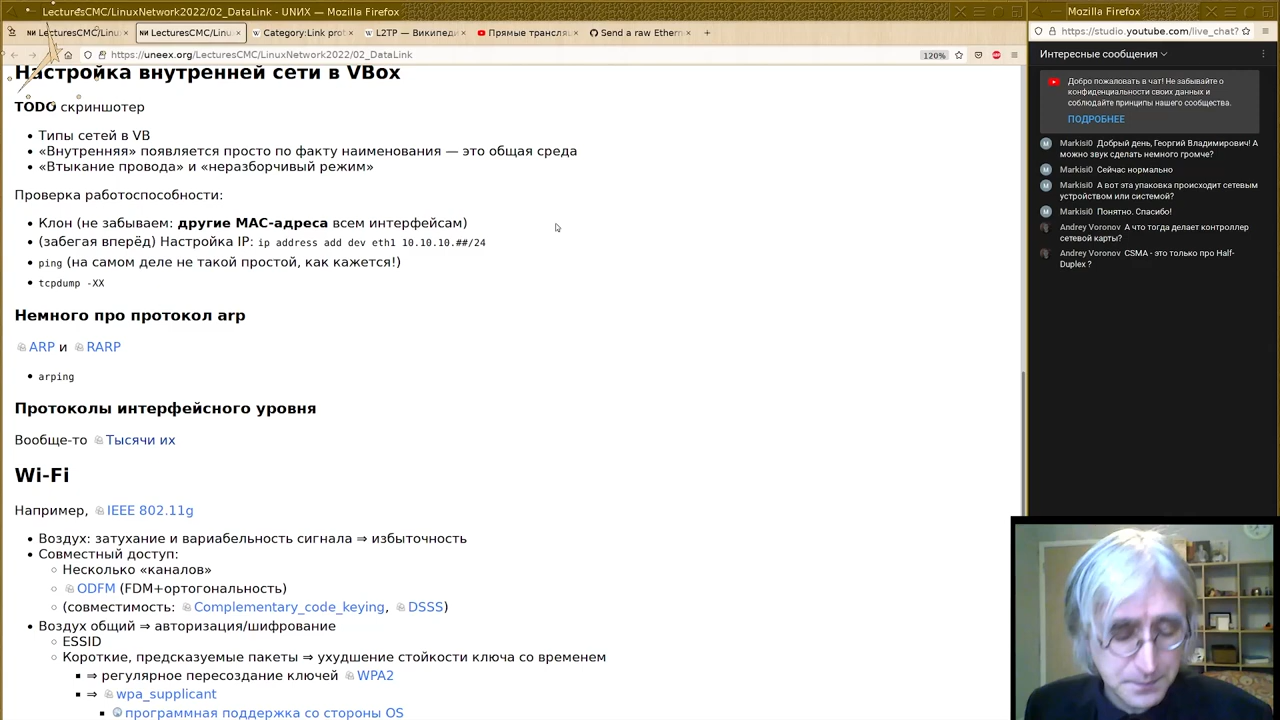 LecturesCMC/LinuxNetwork2022/02_DataLink - UNИX — Mozilla Firefox
Mozilla Firefox
LecturesCMC/Linu
LecturesCMC/Linu
Category:Link prot
L2TP — Википеди
Прямые трансляц
Send a raw Ethern
https://uneex.org/LecturesCMC/LinuxNetwork2022/02_DataLink
120%
https://studio.youtube.com/live_chat?
Настройка внутренней сети в VBox
TODO скриншотер
Типы сетей в VB
«Внутренняя» появляется просто по факту наименования — это общая среда
«Втыкание провода» и «неразборчивый режим»
Проверка работоспособности:
Клон (не забываем: другие MAC-адреса всем интерфейсам)
(забегая вперёд) Настройка IP: ip address add dev eth1 10.10.10.##/24
ping (на самом деле не такой простой, как кажется!)
tcpdump -XX
Немного про протокол arp
ARP и RARP
arping
Протоколы интерфейсного уровня
Вообще-то Тысячи их
Wi-Fi
Например, IEEE 802.11g
Воздух: затухание и вариабельность сигнала ⇒ избыточность
Совместный доступ:
Несколько «каналов»
ODFM (FDM+ортогональность)
(совместимость: Complementary_code_keying, DSSS)
Воздух общий ⇒ авторизация/шифрование
ESSID
Короткие, предсказуемые пакеты ⇒ ухудшение стойкости ключа со временем
⇒ регулярное пересоздание ключей WPA2
⇒ wpa_supplicant
программная поддержка со стороны OS
Интересные сообщения
Добро пожаловать в чат! Не забывайте о
конфиденциальности своих данных и
соблюдайте принципы нашего сообщества.
ПОДРОБНЕЕ
Markisi0 Добрый день, Георгий Владимирович! А
можно звук сделать немного громче?
Markisi0 Сейчас нормально
Markisi0 А вот эта упаковка происходит сетевым
устройством или системой?
Markisi0 Понятно. Спасибо!
Andrey Voronov А что тогда делает контроллер
сетевой карты?
Andrey Voronov CSMA - это только про Half-
Duplex ?